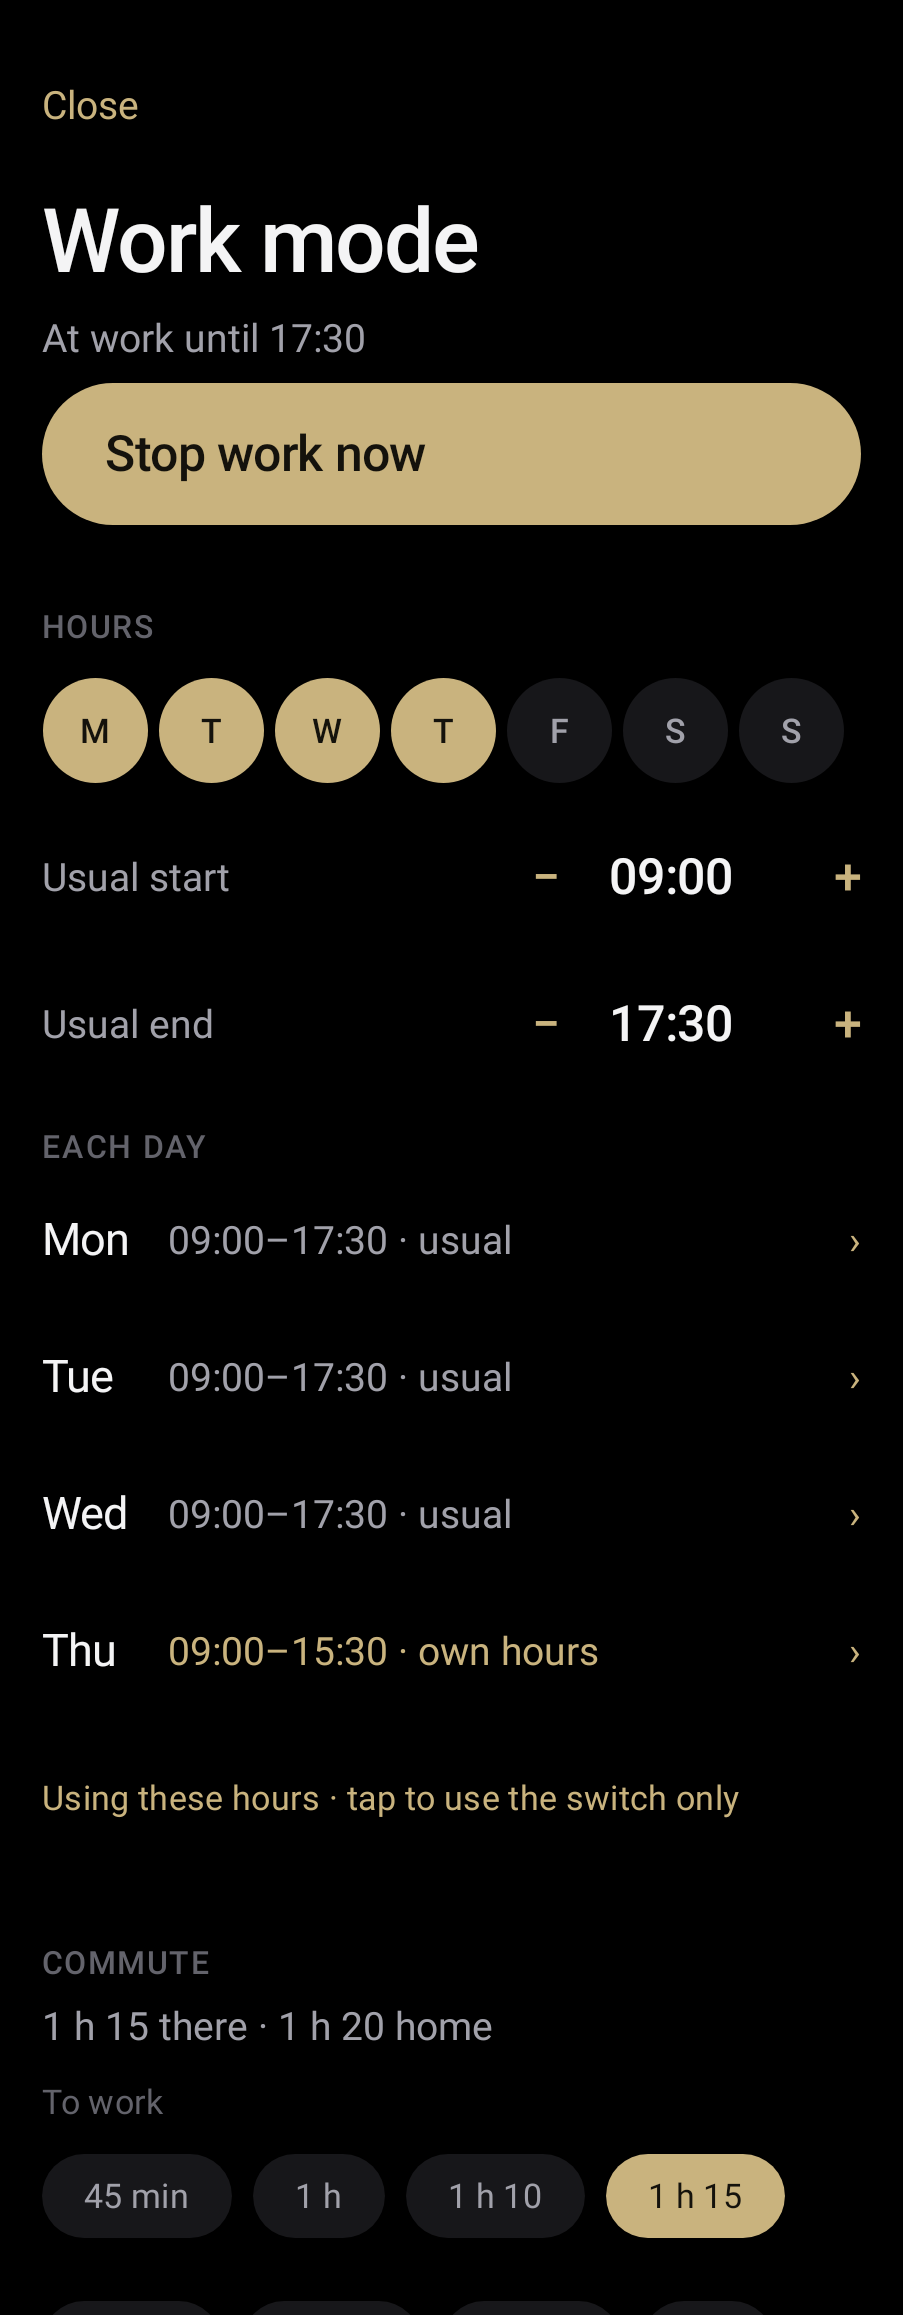 Close
Work mode
At work until 17:30
Stop work now
HOURS
M T W T F S S
Usual start − 09:00 +
Usual end − 17:30 +
EACH DAY
Mon 09:00–17:30 · usual ›
Tue 09:00–17:30 · usual ›
Wed 09:00–17:30 · usual ›
Thu 09:00–15:30 · own hours ›
Using these hours · tap to use the switch only
COMMUTE
1 h 15 there · 1 h 20 home
To work
45 min 1 h 1 h 10 1 h 15